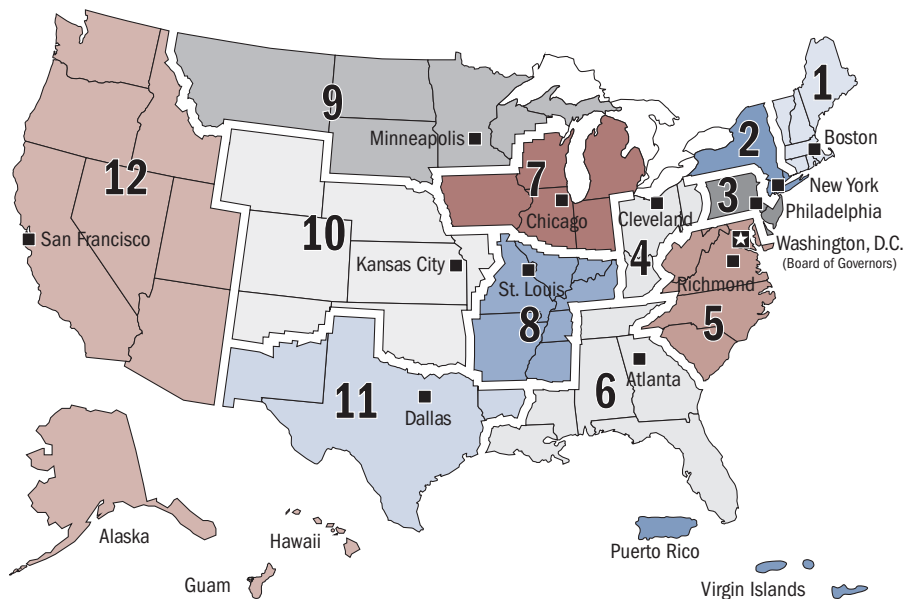 1
9
2
Boston
Minneapolis
12
7
3
New York
Chicago
Cleveland
Philadelphia
10
San Francisco
4
Washington, D.C.
(Board of Governors)
Kansas City
Richmond
St. Louis
8
5
6
Atlanta
11
Dallas
Alaska
Hawaii
Puerto Rico
Guam
Virgin Islands